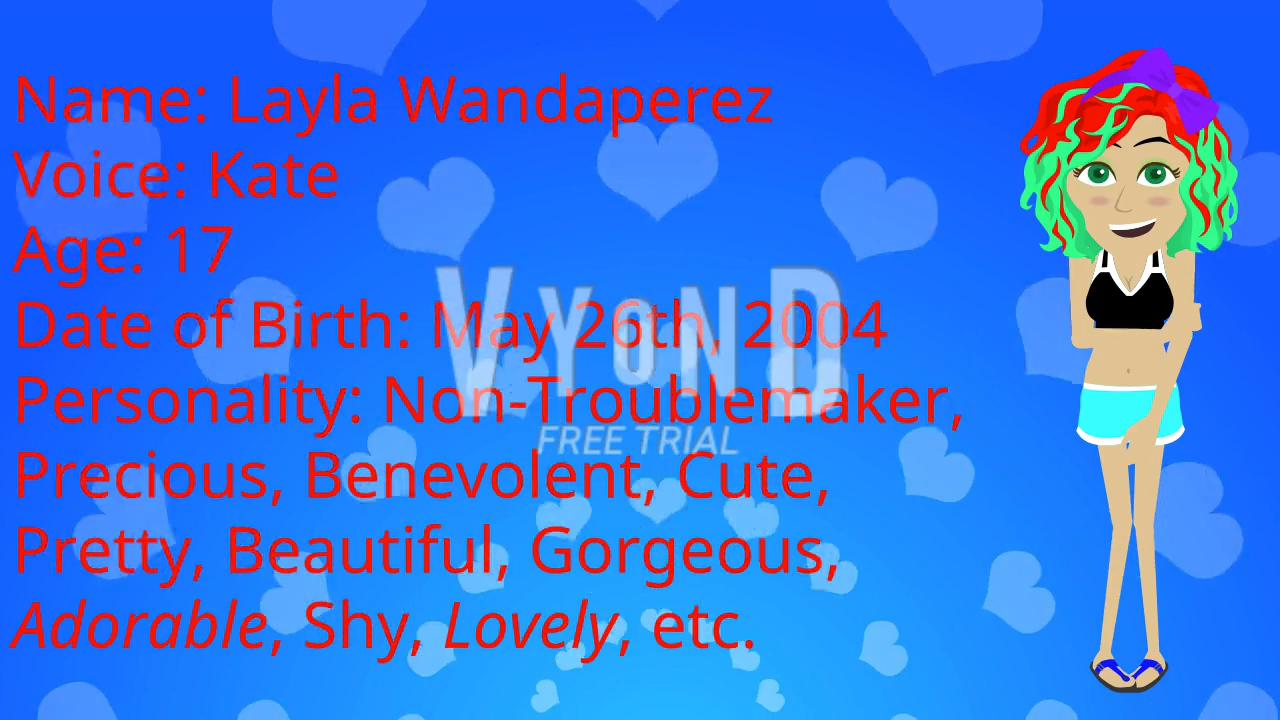 Name: Layla Wandaperez
Voice: Kate
Age: 17
Date of Birth: May 26th, 2004
Personality: Non-Troublemaker,
Precious, Benevolent, Cute,
Pretty, Beautiful, Gorgeous,
Adorable, Shy, Lovely, etc.
VYOND
FREE TRIAL